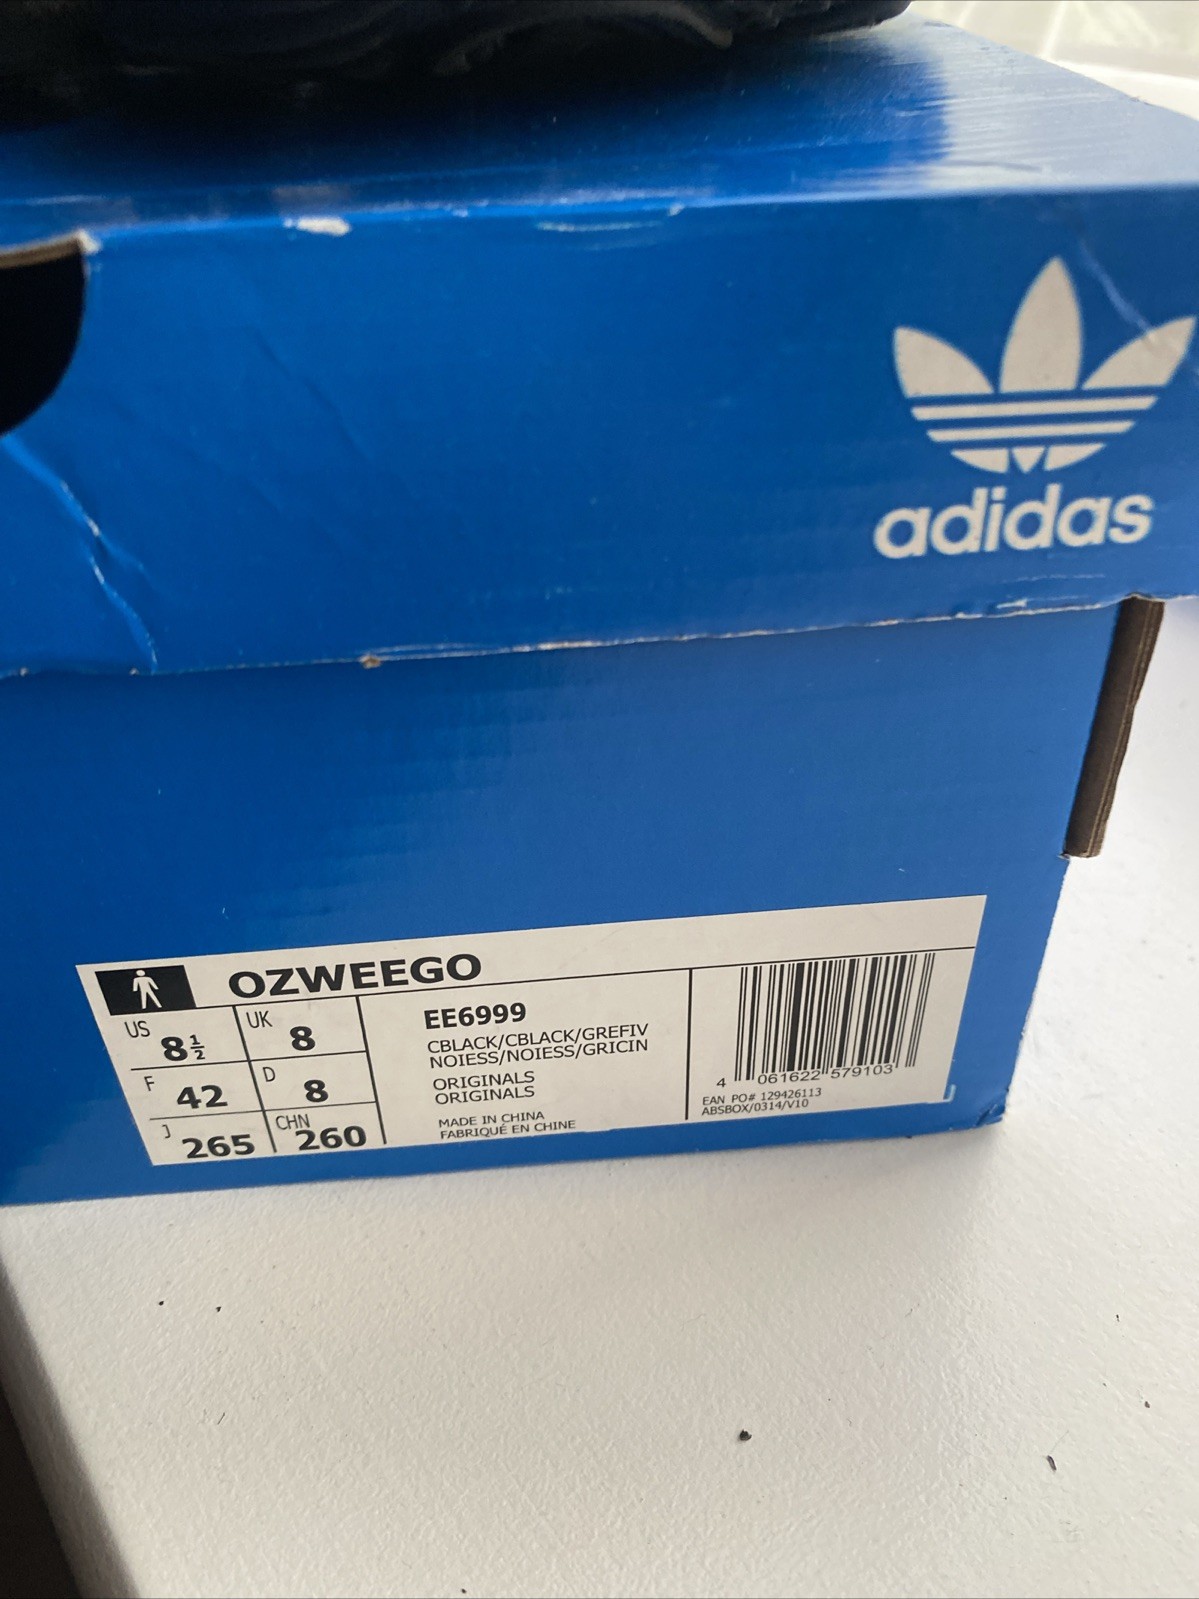 adidas
OZWEEGO
US 8½ UK 8
F 42 D 8
J 265 CHN 260
EE6999
CBLACK/CBLACK/GREFIV
NOIESS/NOIESS/GRICIN
ORIGINALS
ORIGINALS
MADE IN CHINA
FABRIQUÉ EN CHINE
4 061622 579103
EAN PO# 129426113
ABSBOX/0314/V10